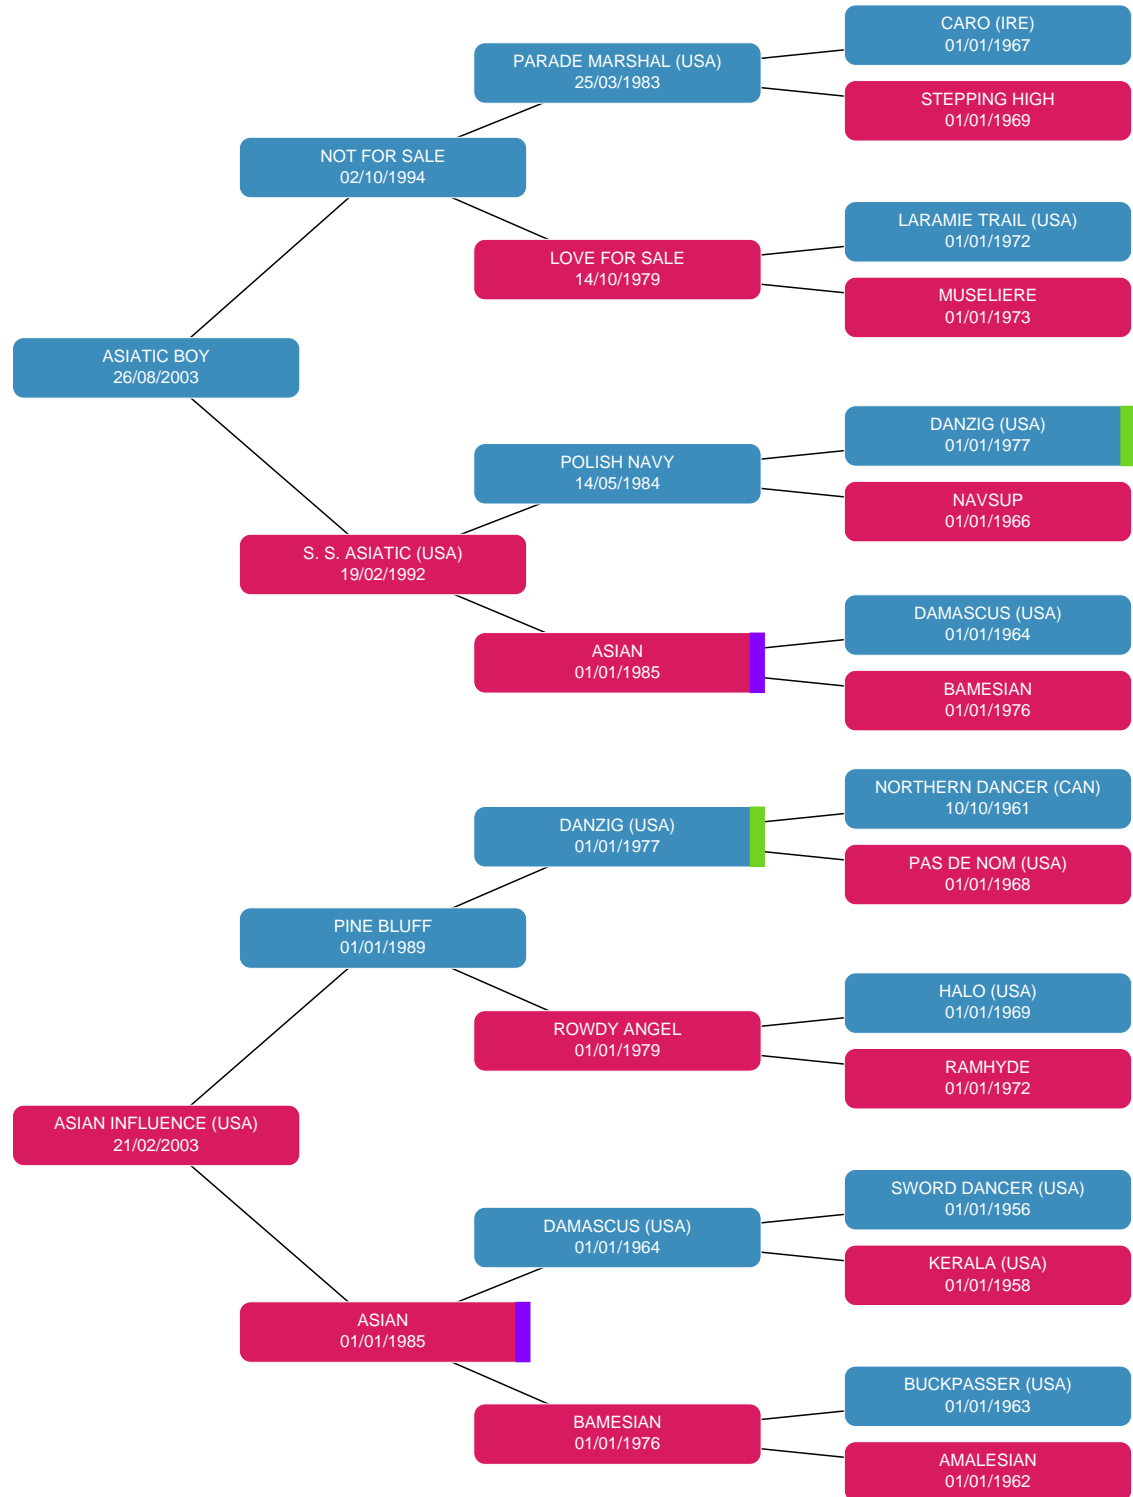 CARO (IRE)
01/01/1967
PARADE MARSHAL (USA)
25/03/1983
STEPPING HIGH
01/01/1969
NOT FOR SALE
02/10/1994
LARAMIE TRAIL (USA)
01/01/1972
LOVE FOR SALE
14/10/1979
MUSELIERE
01/01/1973
ASIATIC BOY
26/08/2003
DANZIG (USA)
01/01/1977
POLISH NAVY
14/05/1984
NAVSUP
01/01/1966
S. S. ASIATIC (USA)
19/02/1992
DAMASCUS (USA)
01/01/1964
ASIAN
01/01/1985
BAMESIAN
01/01/1976
NORTHERN DANCER (CAN)
10/10/1961
DANZIG (USA)
01/01/1977
PAS DE NOM (USA)
01/01/1968
PINE BLUFF
01/01/1989
HALO (USA)
01/01/1969
ROWDY ANGEL
01/01/1979
RAMHYDE
01/01/1972
ASIAN INFLUENCE (USA)
21/02/2003
SWORD DANCER (USA)
01/01/1956
DAMASCUS (USA)
01/01/1964
KERALA (USA)
01/01/1958
ASIAN
01/01/1985
BUCKPASSER (USA)
01/01/1963
BAMESIAN
01/01/1976
AMALESIAN
01/01/1962